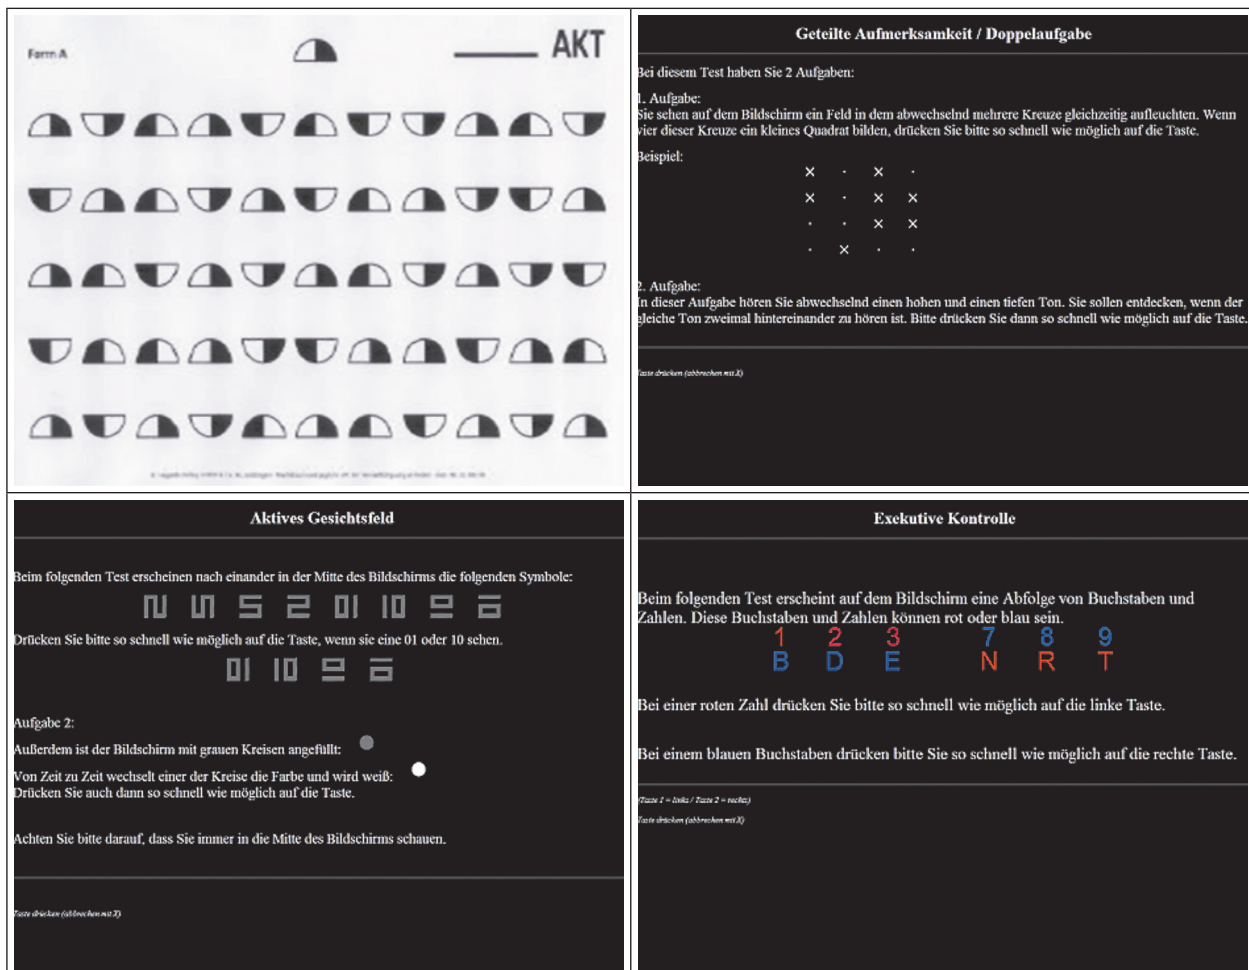 Form A
AKT
Geteilte Aufmerksamkeit / Doppelaufgabe
Bei diesem Test haben Sie 2 Aufgaben:
1. Aufgabe:
Sie sehen auf dem Bildschirm ein Feld in dem abwechselnd mehrere Kreuze gleichzeitig aufleuchten. Wenn
vier dieser Kreuze ein kleines Quadrat bilden, drücken Sie bitte so schnell wie möglich auf die Taste.
Beispiel:
× · × ·
× · × ×
· · × ×
· × · ·
2. Aufgabe:
In dieser Aufgabe hören Sie abwechselnd einen hohen und einen tiefen Ton. Sie sollen entdecken, wenn der
gleiche Ton zweimal hintereinander zu hören ist. Bitte drücken Sie dann so schnell wie möglich auf die Taste.
Taste drücken (abbrechen mit X)
Aktives Gesichtsfeld
Beim folgenden Test erscheinen nach einander in der Mitte des Bildschirms die folgenden Symbole:
Drücken Sie bitte so schnell wie möglich auf die Taste, wenn sie eine 01 oder 10 sehen.
Aufgabe 2:
Außerdem ist der Bildschirm mit grauen Kreisen angefüllt:
Von Zeit zu Zeit wechselt einer der Kreise die Farbe und wird weiß:
Drücken Sie auch dann so schnell wie möglich auf die Taste.
Achten Sie bitte darauf, dass Sie immer in die Mitte des Bildschirms schauen.
Taste drücken (abbrechen mit X)
Exekutive Kontrolle
Beim folgenden Test erscheint auf dem Bildschirm eine Abfolge von Buchstaben und
Zahlen. Diese Buchstaben und Zahlen können rot oder blau sein.
1 2 3 7 8 9
B D E N R T
Bei einer roten Zahl drücken Sie bitte so schnell wie möglich auf die linke Taste.
Bei einem blauen Buchstaben drücken bitte Sie so schnell wie möglich auf die rechte Taste.
(Taste 1 = links / Taste 2 = rechts)
Taste drücken (abbrechen mit X)